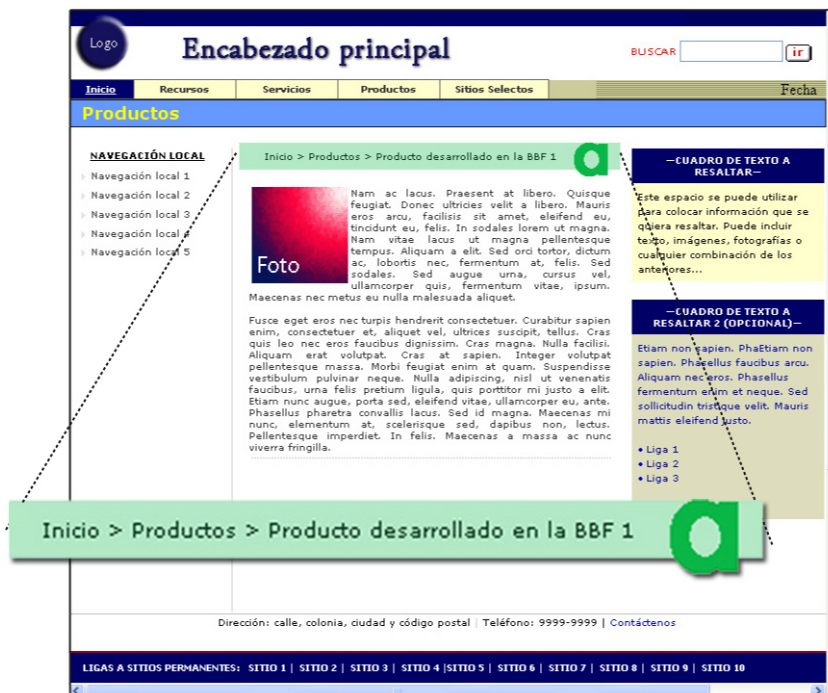 Logo
Encabezado principal
BUSCAR
ir
Inicio Recursos Servicios Productos Sitios Selectos
Fecha
Productos
NAVEGACIÓN LOCAL
Navegación local 1
Navegación local 2
Navegación local 3
Navegación local 4
Navegación local 5
Inicio > Productos > Producto desarrollado en la BBF 1
a
Foto
Nam ac lacus. Praesent at libero. Quisque
feugiat. Donec ultricies velit a libero. Mauris
eros arcu, facilisis sit amet, eleifend eu,
tincidunt eu, felis. In sodales lorem ut magna.
Nam vitae lacus ut magna pellentesque
tempus. Aliquam a elit. Sed orci tortor, dictum
ac, lobortis nec, fermentum at, felis. Sed
sodales. Sed augue urna, cursus vel,
ullamcorper quis, fermentum vitae, ipsum.
Maecenas nec metus eu nulla malesuada aliquet.
Fusce eget eros nec turpis hendrerit consectetuer. Curabitur sapien
enim, consectetuer et, aliquet vel, ultrices suscipit, tellus. Cras
quis leo nec eros faucibus dignissim. Cras magna. Nulla facilisi.
Aliquam erat volutpat. Cras at sapien. Integer volutpat
pellentesque massa. Morbi feugiat enim at quam. Suspendisse
vestibulum pulvinar neque. Nulla adipiscing, nisl ut venenatis
faucibus, urna felis pretium ligula, quis porttitor mi justo a elit.
Etiam nunc augue, porta sed, eleifend vitae, ullamcorper eu, ante.
Phasellus pharetra convallis lacus. Sed id magna. Maecenas mi
nunc, elementum at, scelerisque sed, dapibus non, lectus.
Pellentesque imperdiet. In felis. Maecenas a massa ac nunc
viverra fringilla.
—CUADRO DE TEXTO A
RESALTAR—
Este espacio se puede utilizar
para colocar información que se
quiera resaltar. Puede incluir
texto, imágenes, fotografías o
cualquier combinación de los
anteriores...
—CUADRO DE TEXTO A
RESALTAR 2 (OPCIONAL)—
Etiam non sapien. PhaEtiam non
sapien. Phasellus faucibus arcu.
Aliquam nec eros. Phasellus
fermentum enim et neque. Sed
sollicitudin tristique velit. Mauris
mattis eleifend justo.
• Liga 1
• Liga 2
• Liga 3
Inicio > Productos > Producto desarrollado en la BBF 1
a
Dirección: calle, colonia, ciudad y código postal | Teléfono: 9999-9999 | Contáctenos
LIGAS A SITIOS PERMANENTES: SITIO 1 | SITIO 2 | SITIO 3 | SITIO 4 |SITIO 5 | SITIO 6 | SITIO 7 | SITIO 8 | SITIO 9 | SITIO 10